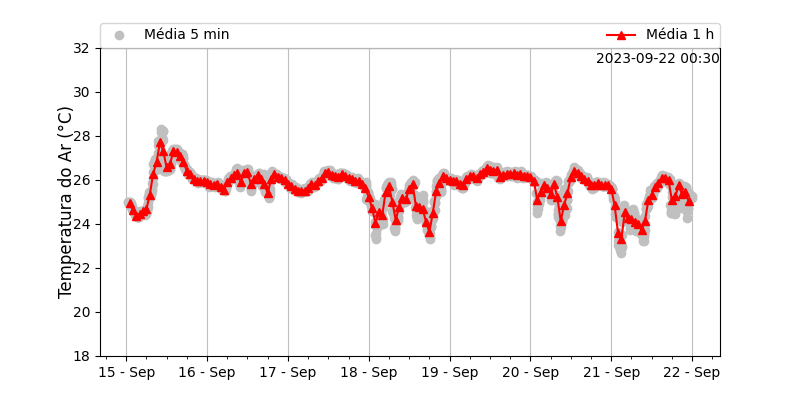 Média 5 min
Média 1 h
2023-09-22 00:30
Temperatura do Ar (°C)
32
30
28
26
24
22
20
18
15 - Sep
16 - Sep
17 - Sep
18 - Sep
19 - Sep
20 - Sep
21 - Sep
22 - Sep